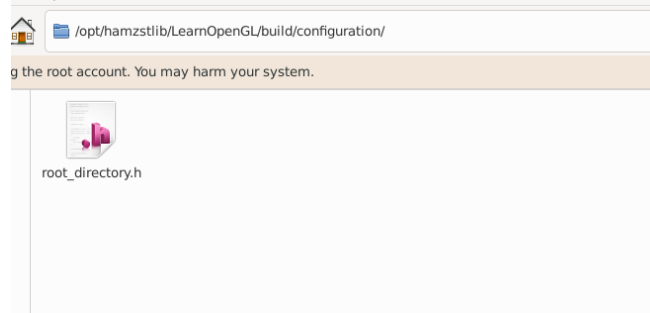 /opt/hamzstlib/LearnOpenGL/build/configuration/
g the root account. You may harm your system.
root_directory.h